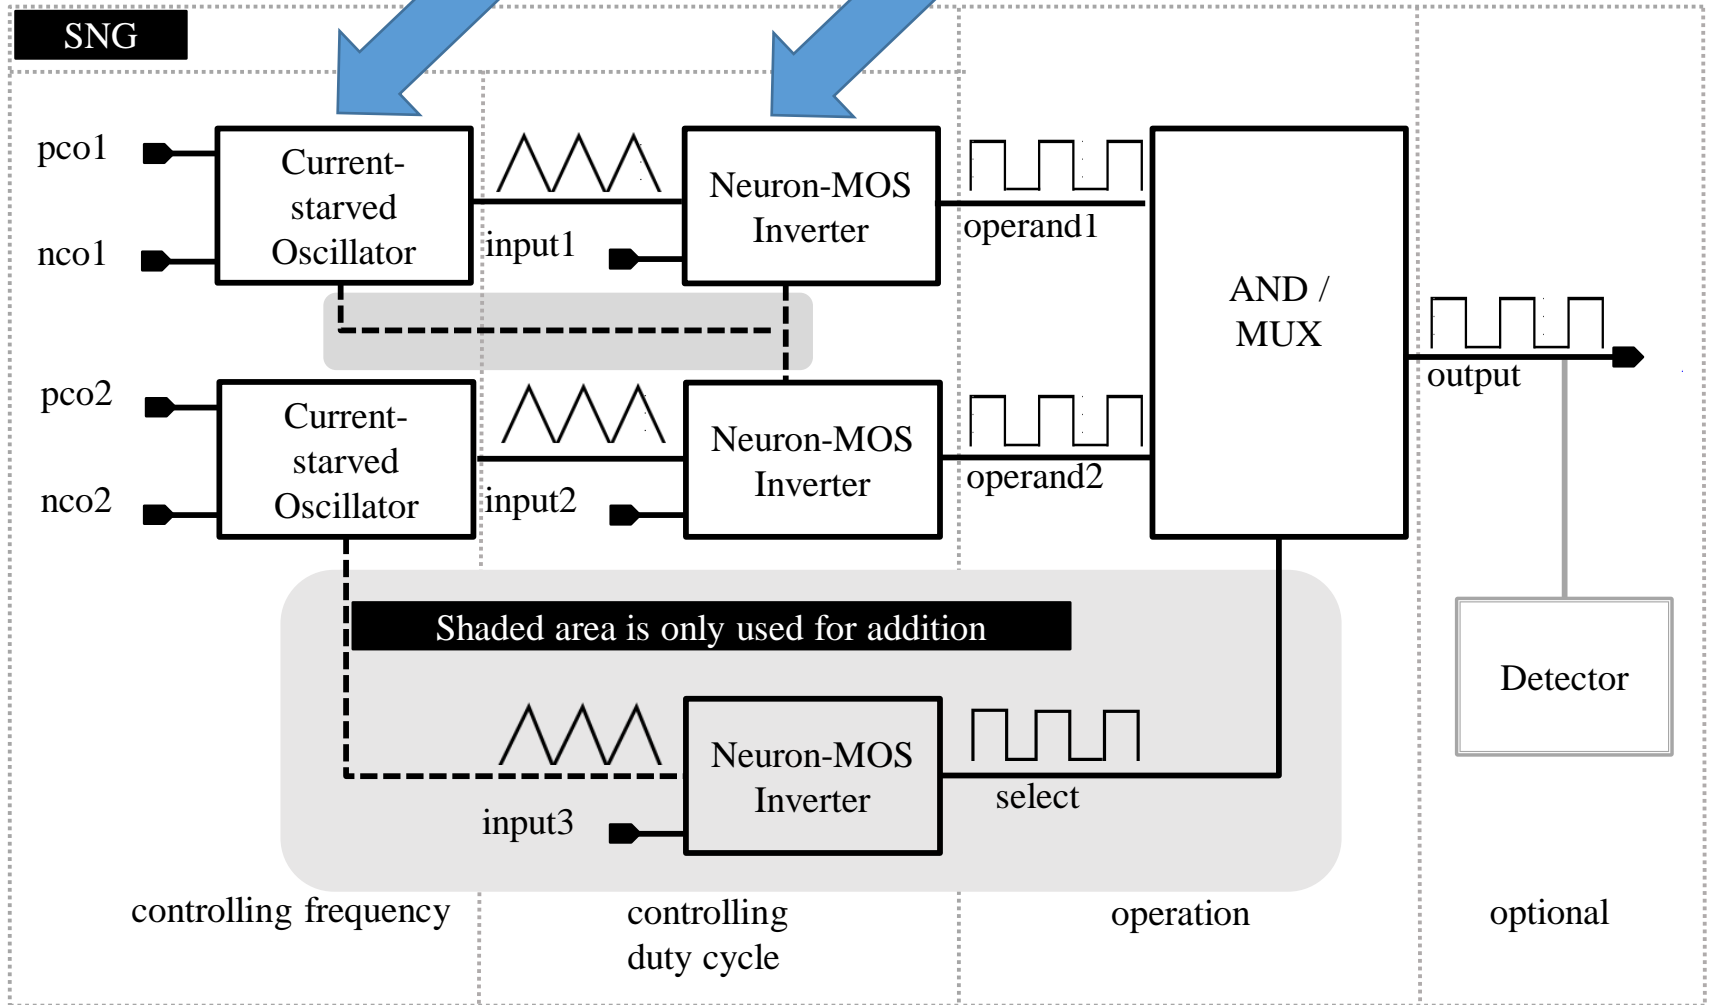 SNG
pco1
nco1
Current-
starved
Oscillator
input1
Neuron-MOS
Inverter
operand1
AND /
MUX
output
pco2
nco2
Current-
starved
Oscillator
input2
Neuron-MOS
Inverter
operand2
Shaded area is only used for addition
input3
Neuron-MOS
Inverter
select
Detector
controlling frequency
controlling
duty cycle
operation
optional